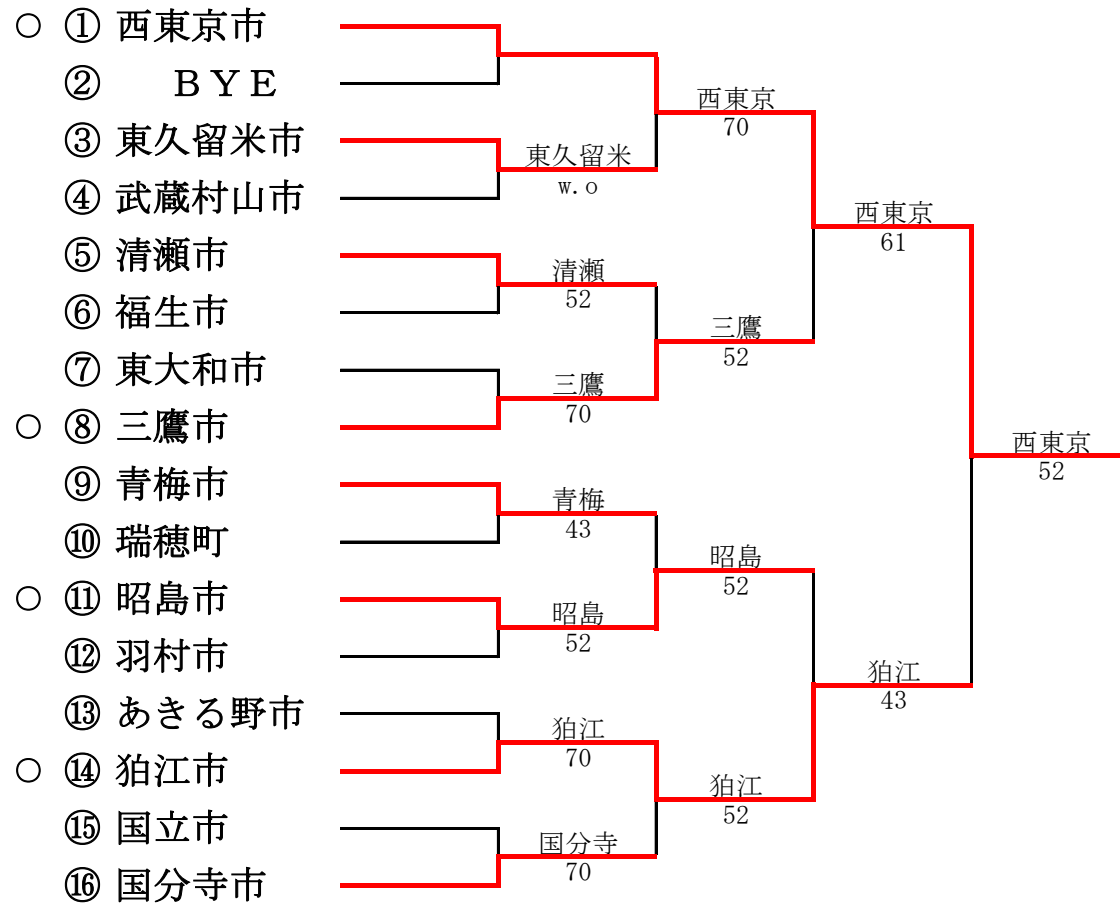 ○ ① 西東京市
② ＢＹＥ
③ 東久留米市
④ 武蔵村山市
⑤ 清瀬市
⑥ 福生市
⑦ 東大和市
○ ⑧ 三鷹市
⑨ 青梅市
⑩ 瑞穂町
○ ⑪ 昭島市
⑫ 羽村市
⑬ あきる野市
○ ⑭ 狛江市
⑮ 国立市
⑯ 国分寺市
東久留米
w.o
清瀬
52
三鷹
70
青梅
43
昭島
52
狛江
70
国分寺
70
西東京
70
三鷹
52
昭島
52
狛江
52
西東京
61
狛江
43
西東京
52